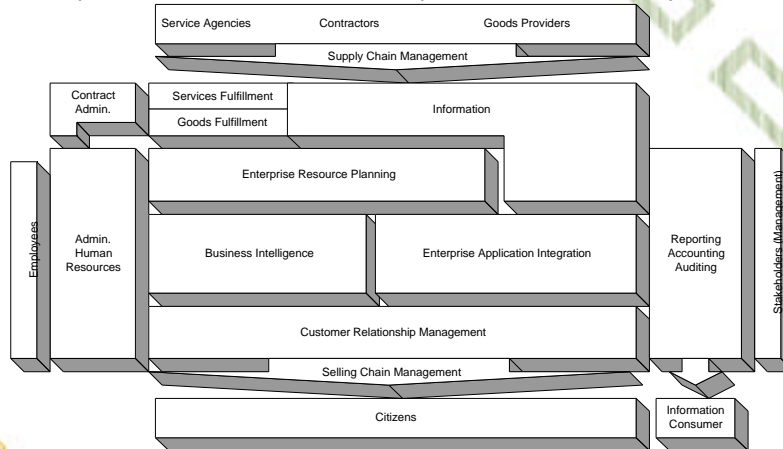 Service Agencies Contractors Goods Providers
Supply Chain Management
Contract
Admin.
Services Fulfillment
Goods Fulfillment
Information
Enterprise Resource Planning
Employees
Admin.
Human
Resources
Business Intelligence
Enterprise Application Integration
Reporting
Accounting
Auditing
Stakeholders (Management)
Customer Relationship Management
Selling Chain Management
Citizens
Information
Consumer